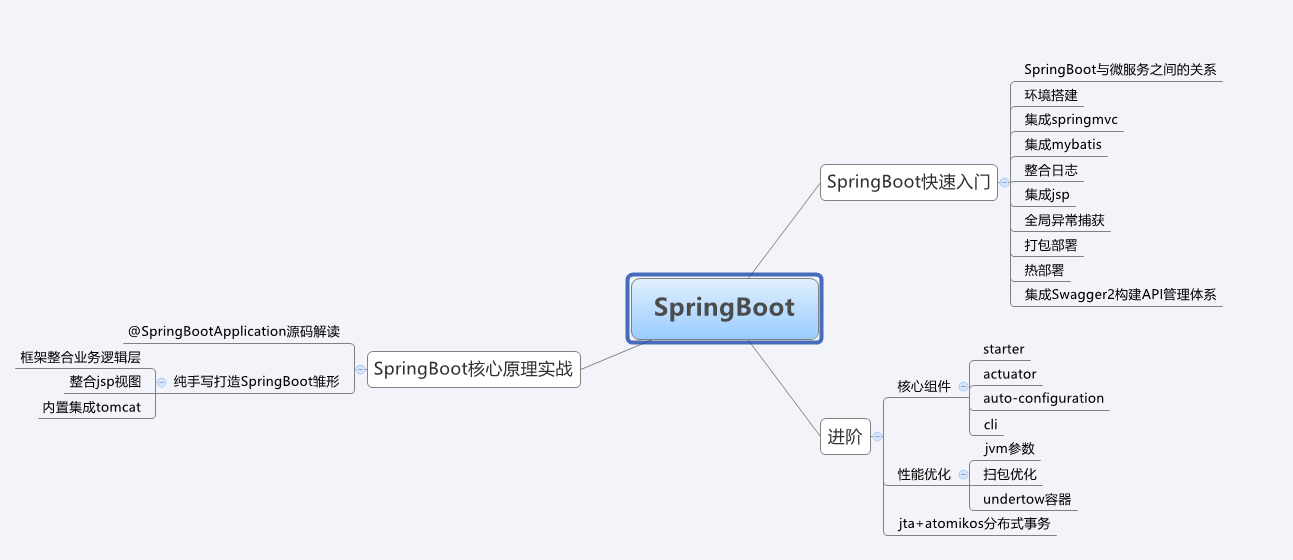 SpringBoot
SpringBoot快速入门
SpringBoot与微服务之间的关系
环境搭建
集成springmvc
集成mybatis
整合日志
集成jsp
全局异常捕获
打包部署
热部署
集成Swagger2构建API管理体系
进阶
核心组件
starter
actuator
auto-configuration
cli
性能优化
jvm参数
扫包优化
undertow容器
jta+atomikos分布式事务
SpringBoot核心原理实战
@SpringBootApplication源码解读
纯手写打造SpringBoot雏形
框架整合业务逻辑层
整合jsp视图
内置集成tomcat